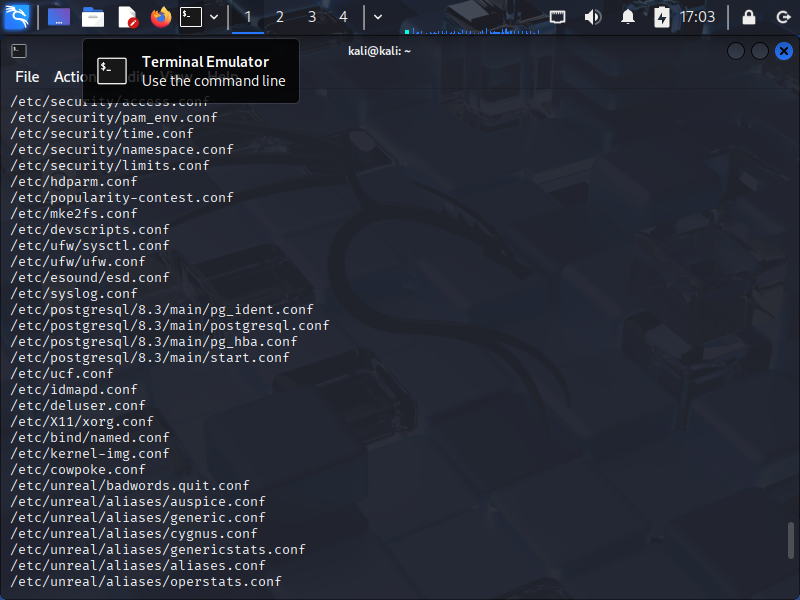 1 2 3 4 17:03
kali@kali: ~
Terminal Emulator
Use the command line
File Action Edit View Help
/etc/security/access.conf
/etc/security/pam_env.conf
/etc/security/time.conf
/etc/security/namespace.conf
/etc/security/limits.conf
/etc/hdparm.conf
/etc/popularity-contest.conf
/etc/mke2fs.conf
/etc/devscripts.conf
/etc/ufw/sysctl.conf
/etc/ufw/ufw.conf
/etc/esound/esd.conf
/etc/syslog.conf
/etc/postgresql/8.3/main/pg_ident.conf
/etc/postgresql/8.3/main/postgresql.conf
/etc/postgresql/8.3/main/pg_hba.conf
/etc/postgresql/8.3/main/start.conf
/etc/ucf.conf
/etc/idmapd.conf
/etc/deluser.conf
/etc/X11/xorg.conf
/etc/bind/named.conf
/etc/kernel-img.conf
/etc/cowpoke.conf
/etc/unreal/badwords.quit.conf
/etc/unreal/aliases/auspice.conf
/etc/unreal/aliases/generic.conf
/etc/unreal/aliases/cygnus.conf
/etc/unreal/aliases/genericstats.conf
/etc/unreal/aliases/aliases.conf
/etc/unreal/aliases/operstats.conf